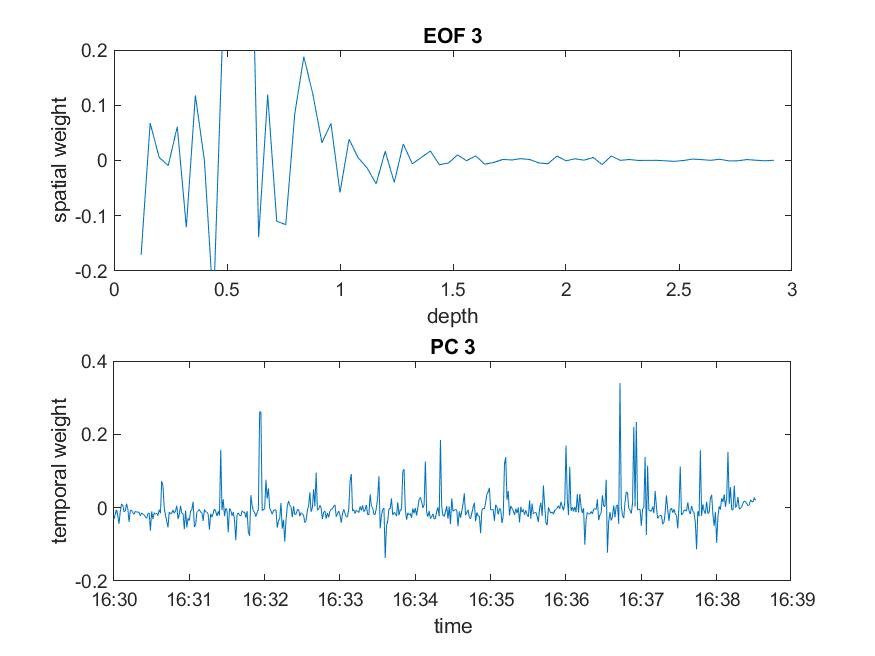 EOF 3
0.2
0.1
0
-0.1
-0.2
spatial weight
0 0.5 1 1.5 2 2.5 3
depth
PC 3
0.4
0.2
0
-0.2
temporal weight
16:30 16:31 16:32 16:33 16:34 16:35 16:36 16:37 16:38 16:39
time